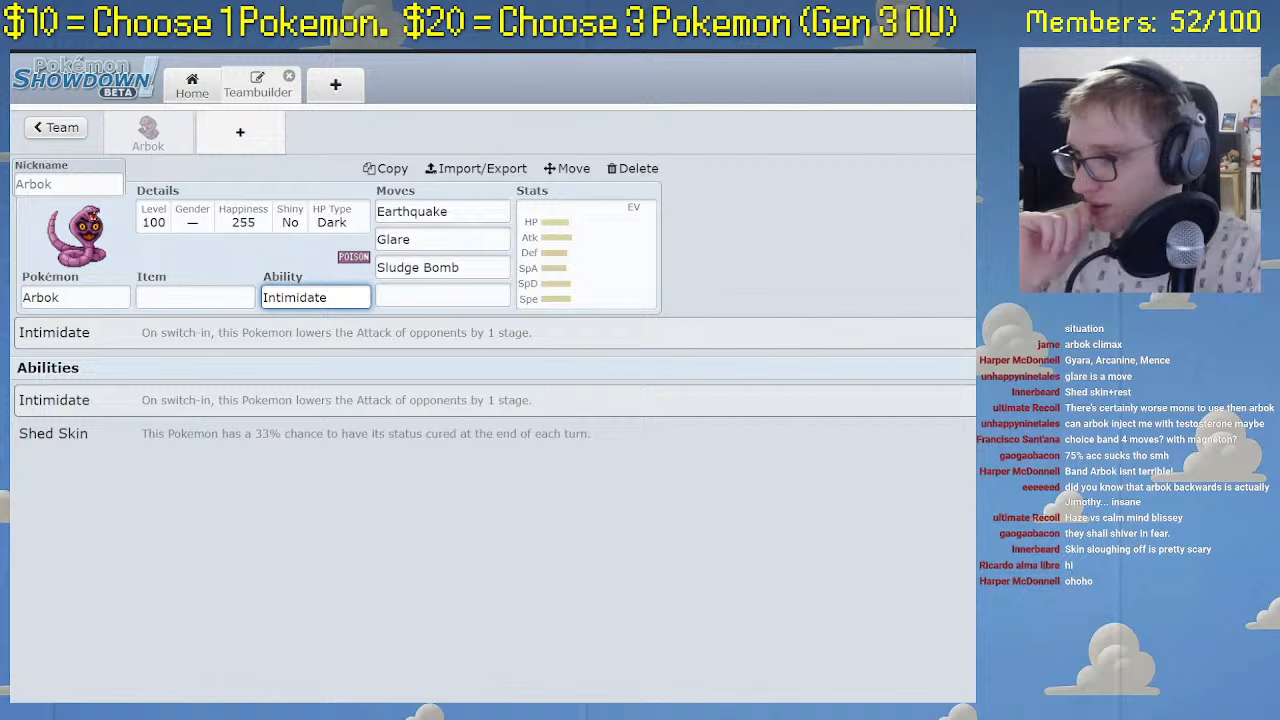 $10 = Choose 1 Pokemon. $20 = Choose 3 Pokemon (Gen 3 OU)
Members: 52/100
Pokémon
SHOWDOWN!
BETA
Home
Teambuilder
+
< Team
Arbok
+
Nickname
Arbok
Copy
Import/Export
Move
Delete
Details
Level
100
Gender
—
Happiness
255
Shiny
No
HP Type
Dark
POISON
Pokémon
Arbok
Item
Ability
Intimidate
Moves
Earthquake
Glare
Sludge Bomb
Stats
EV
HP
Atk
Def
SpA
SpD
Spe
Intimidate On switch-in, this Pokemon lowers the Attack of opponents by 1 stage.
Abilities
Intimidate On switch-in, this Pokemon lowers the Attack of opponents by 1 stage.
Shed Skin This Pokemon has a 33% chance to have its status cured at the end of each turn.
situation
jame arbok climax
Harper McDonnell Gyara, Arcanine, Mence
unhappyninetales glare is a move
Innerbeard Shed skin+rest
ultimate Recoil There's certainly worse mons to use then arbok
unhappyninetales can arbok inject me with testosterone maybe
Francisco Sant'ana choice band 4 moves? with magneton?
gaogaobacon 75% acc sucks tho smh
Harper McDonnell Band Arbok isnt terrible!
eeeeeed did you know that arbok backwards is actually
Jimothy... insane
ultimate Recoil Haze vs calm mind blissey
gaogaobacon they shall shiver in fear.
Innerbeard Skin sloughing off is pretty scary
Ricardo alma libre hi
Harper McDonnell ohoho